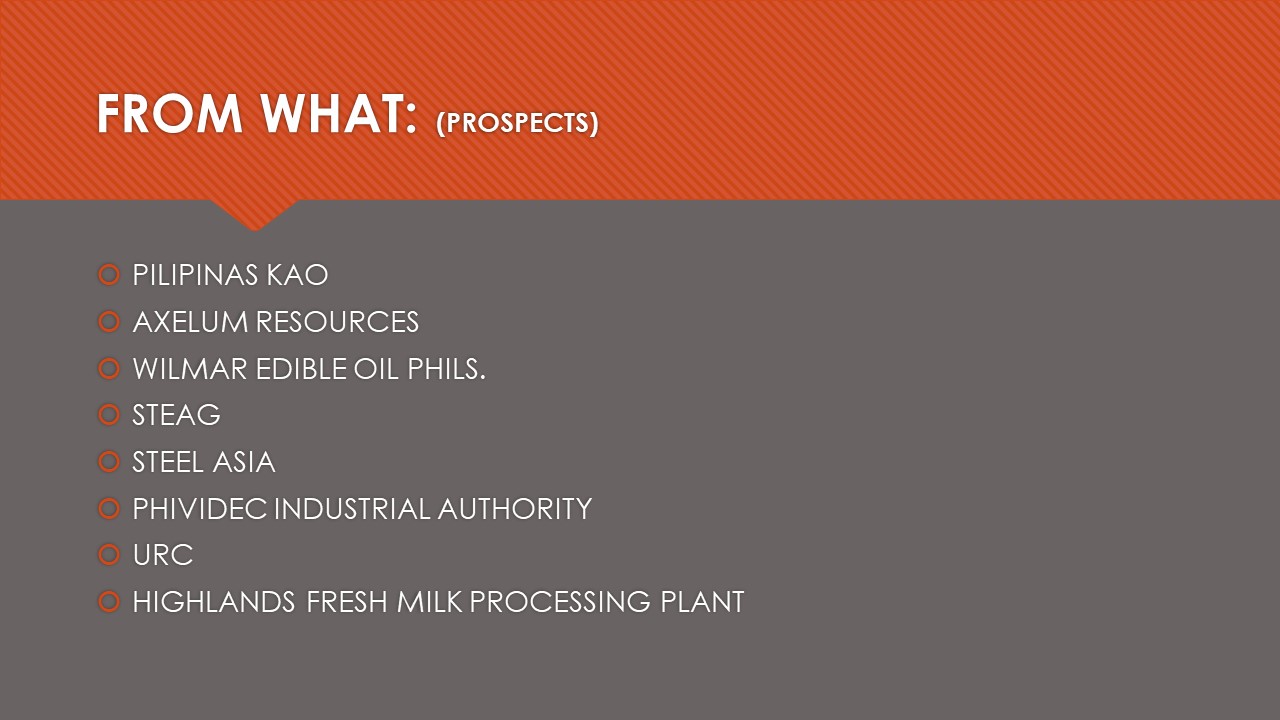 FROM WHAT: (PROSPECTS)
PILIPINAS KAO
AXELUM RESOURCES
WILMAR EDIBLE OIL PHILS.
STEAG
STEEL ASIA
PHIVIDEC INDUSTRIAL AUTHORITY
URC
HIGHLANDS FRESH MILK PROCESSING PLANT